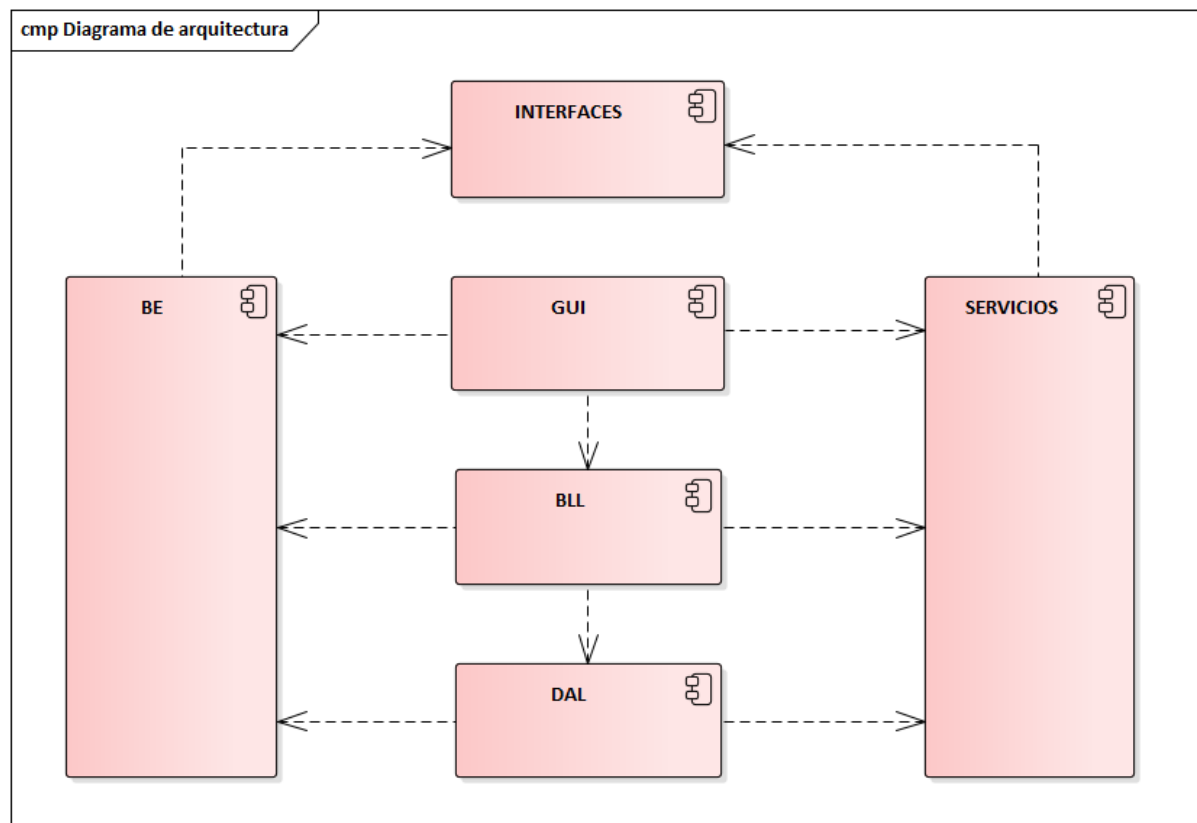 cmp Diagrama de arquitectura
INTERFACES
BE
GUI
SERVICIOS
BLL
DAL